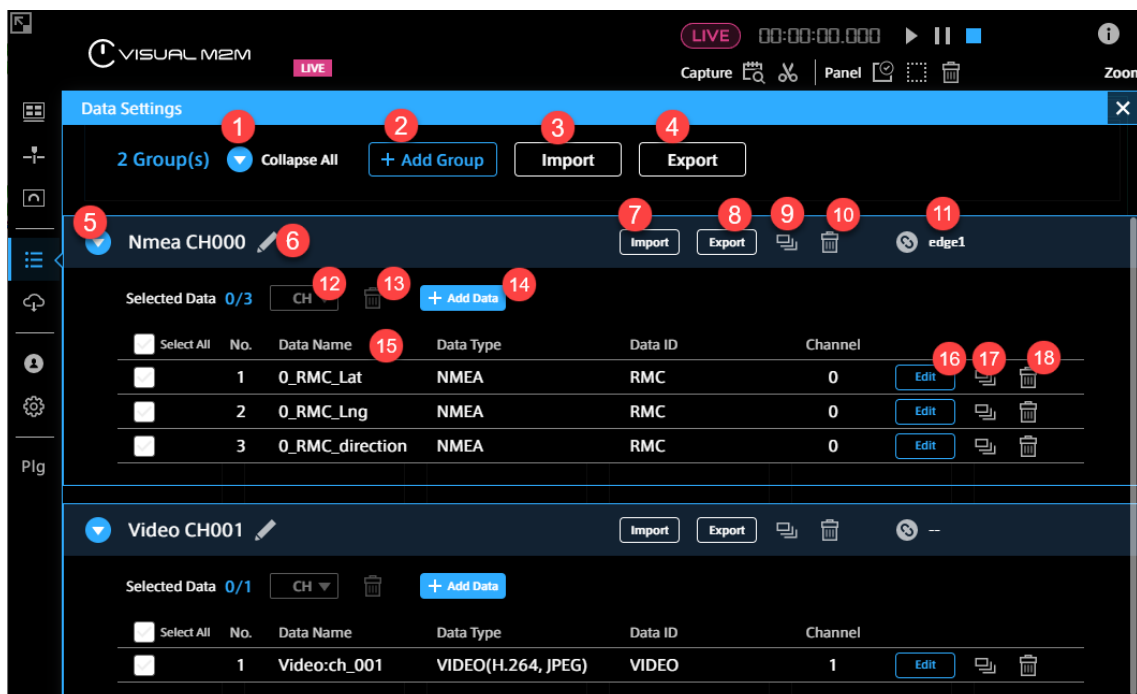 LIVE 00:00:00.000
VISUAL M2M
LIVE
Capture Panel Zoom
Data Settings
1 2 3 4
2 Group(s) Collapse All + Add Group Import Export
5 6 7 8 9 10 11
Nmea CH000 Import Export edge1
12 13 14
Selected Data 0/3 CH + Add Data
Select All No. Data Name 15 Data Type Data ID Channel
16 17 18
1 0_RMC_Lat NMEA RMC 0 Edit
2 0_RMC_Lng NMEA RMC 0 Edit
3 0_RMC_direction NMEA RMC 0 Edit
Plg
Video CH001 Import Export --
Selected Data 0/1 CH + Add Data
Select All No. Data Name Data Type Data ID Channel
1 Video:ch_001 VIDEO(H.264, JPEG) VIDEO 1 Edit